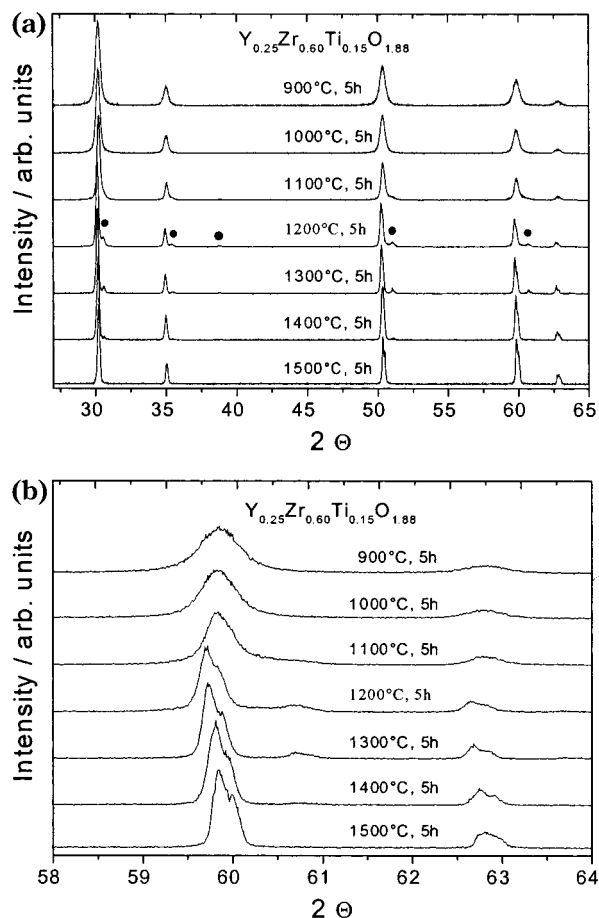 (a)
Y0.25Zr0.60Ti0.15O1.88
900°C, 5h
1000°C, 5h
1100°C, 5h
1200°C, 5h
1300°C, 5h
1400°C, 5h
1500°C, 5h
Intensity / arb. units
30 35 40 45 50 55 60 65
2 Θ
(b)
Y0.25Zr0.60Ti0.15O1.88
900°C, 5h
1000°C, 5h
1100°C, 5h
1200°C, 5h
1300°C, 5h
1400°C, 5h
1500°C, 5h
Intensity / arb. units
58 59 60 61 62 63 64
2 Θ